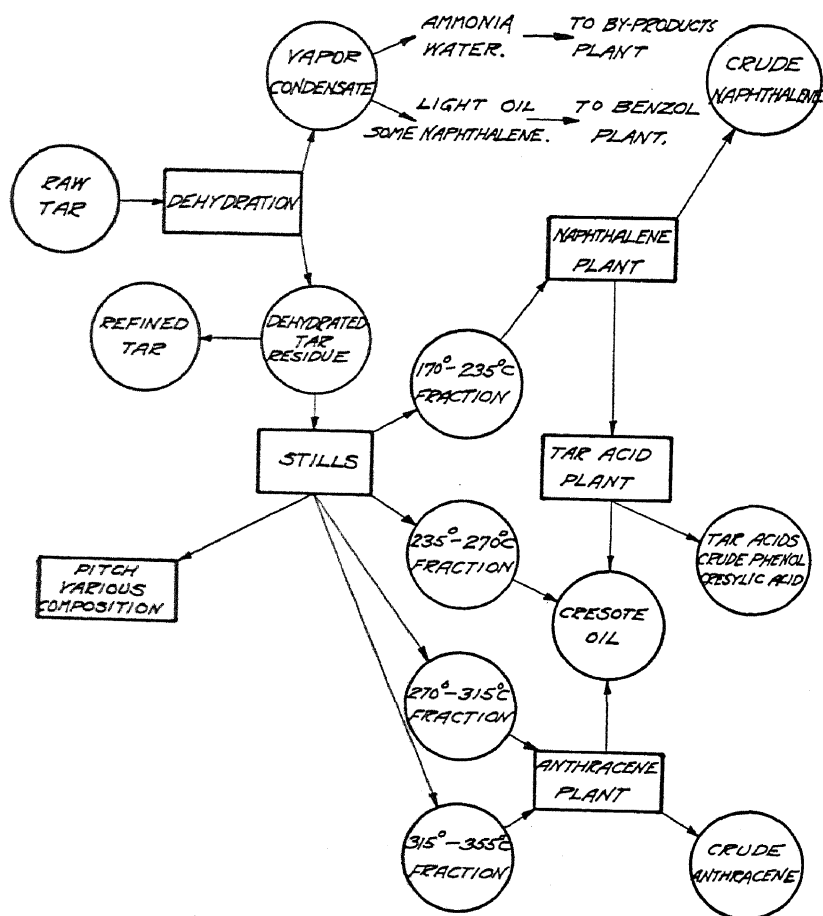 AMMONIA
WATER.
TO BY-PRODUCTS
PLANT
VAPOR
CONDENSATE
LIGHT OIL
SOME NAPHTHALENE.
TO BENZOL
PLANT.
CRUDE
NAPHTHALENE
RAW
TAR
DEHYDRATION
NAPHTHALENE
PLANT
REFINED
TAR
DEHYDRATED
TAR
RESIDUE
170°-235°C
FRACTION
STILLS
TAR ACID
PLANT
235°-270°C
FRACTION
TAR ACIDS
CRUDE PHENOL
CRESYLIC ACID
PITCH
VARIOUS
COMPOSITION
CRESOTE
OIL
270°-315°C
FRACTION
ANTHRACENE
PLANT
315°-355°C
FRACTION
CRUDE
ANTHRACENE